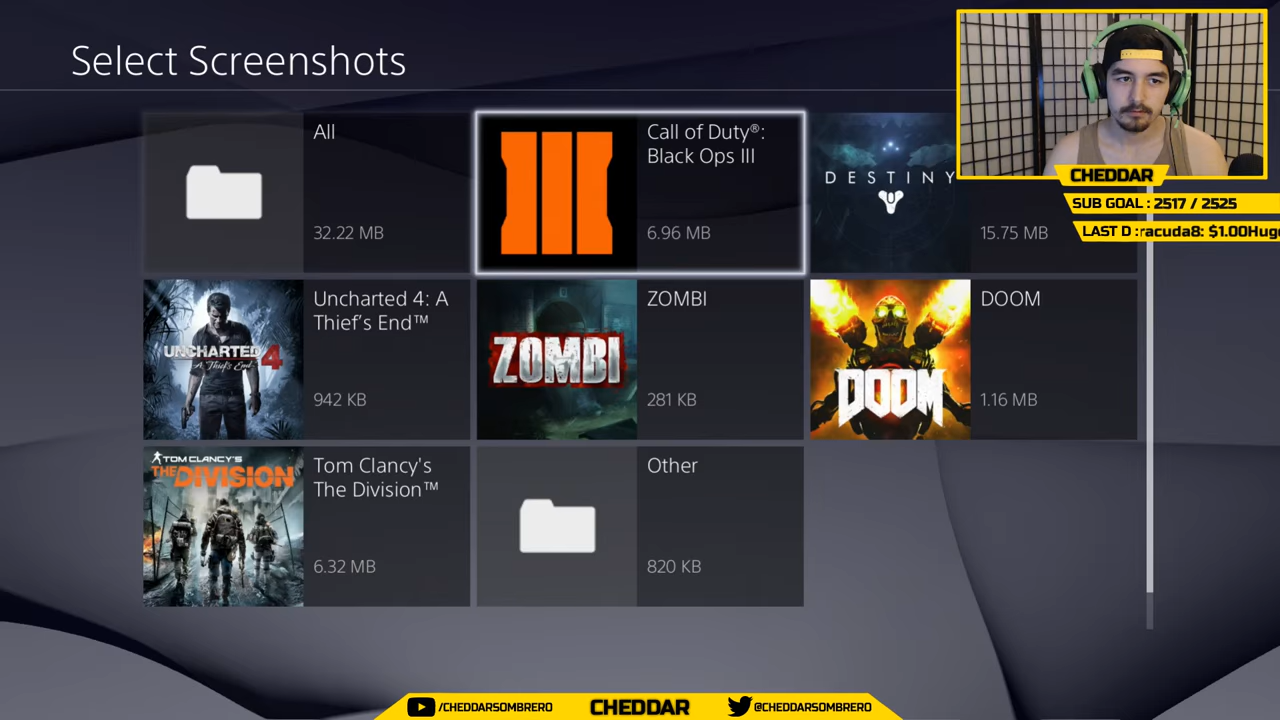 Select Screenshots
All
32.22 MB
III
Call of Duty®:
Black Ops III
6.96 MB
DESTINY
15.75 MB
CHEDDAR
SUB GOAL : 2517 / 2525
LAST D :racuda8: $1.00Hug
UNCHARTED 4
A Thief's End™
Uncharted 4: A
Thief's End™
942 KB
ZOMBI
ZOMBI
281 KB
DOOM
DOOM
1.16 MB
TOM CLANCY'S
THE DIVISION
Tom Clancy's
The Division™
6.32 MB
Other
820 KB
/CHEDDARSOMBRERO
CHEDDAR
@CHEDDARSOMBRERO